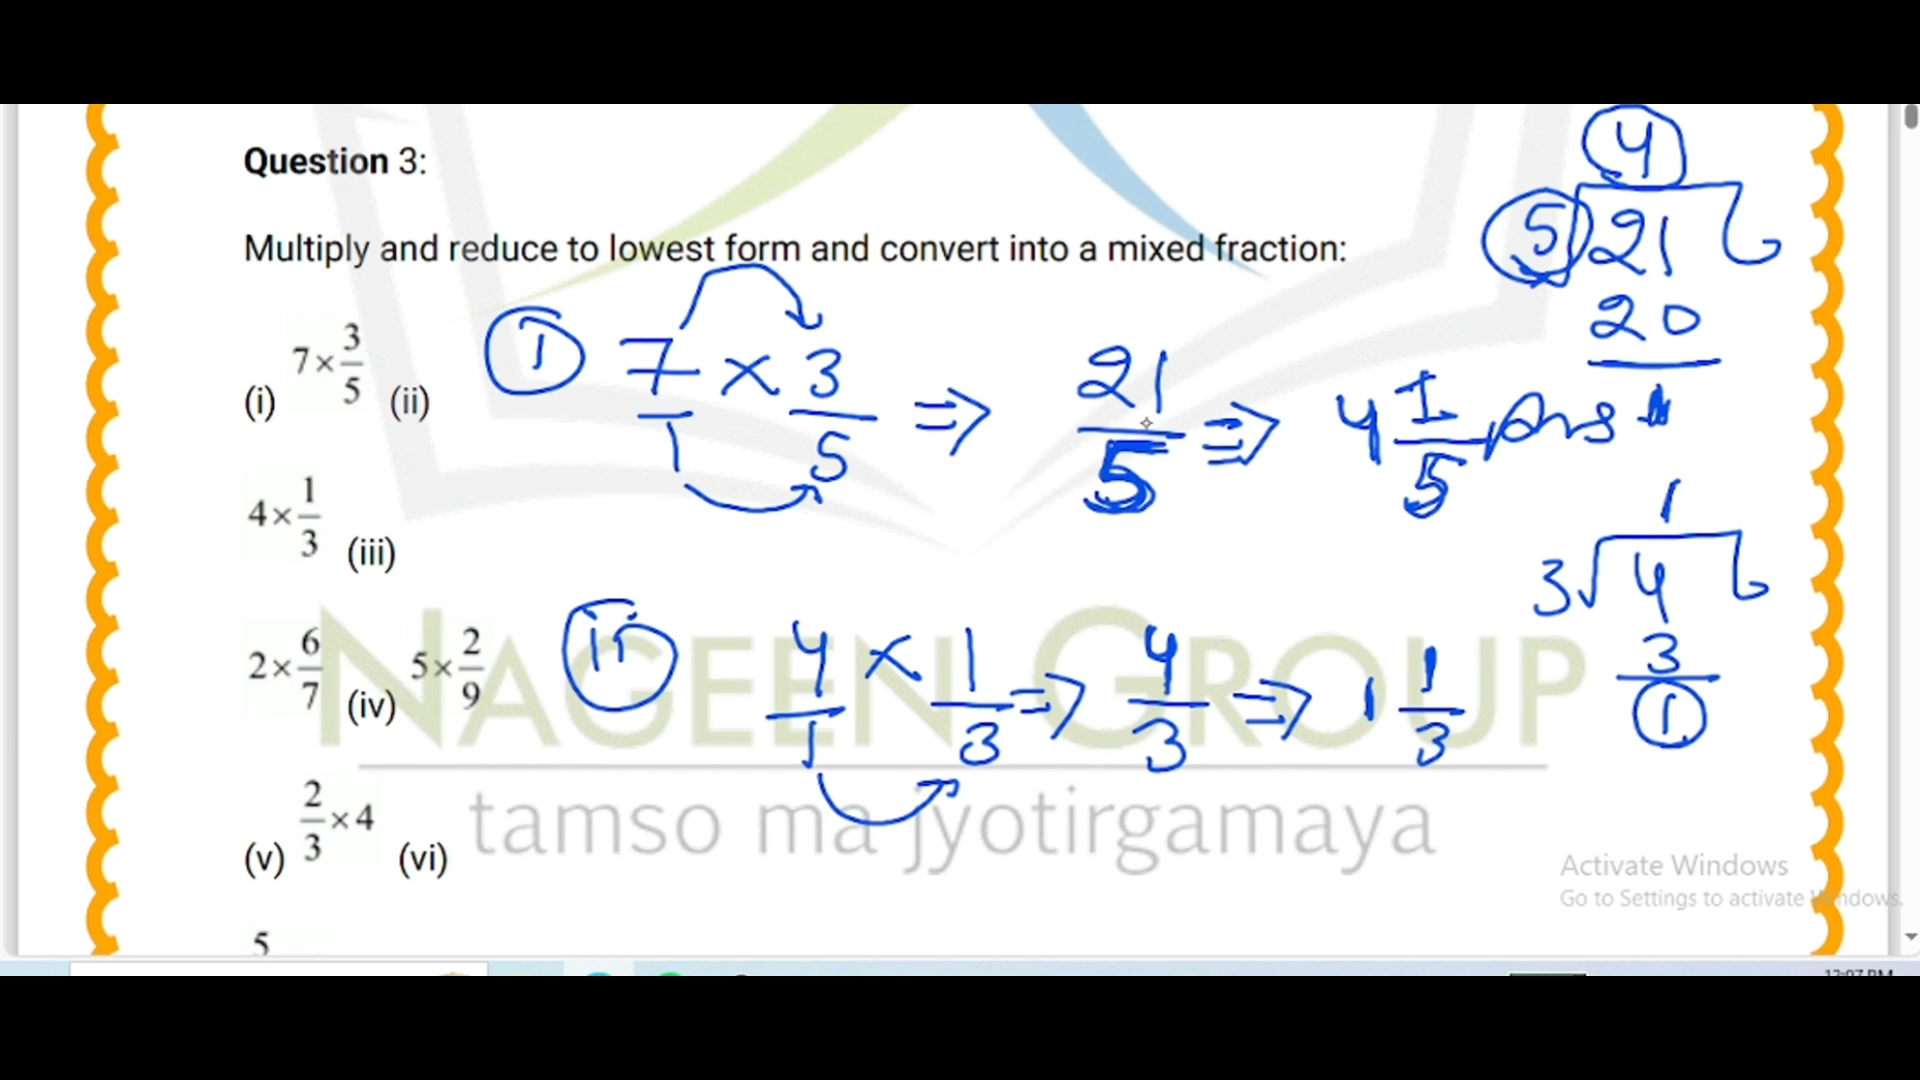 Question 3:
Multiply and reduce to lowest form and convert into a mixed fraction:
(i) 7×3/5 (ii)
4×1/3 (iii)
2×6/7 (iv) 5×2/9
(v) 2/3×4 (vi)
5
I 7/1 × 3/5 ⇒ 21/5 ⇒ 4 1/5 Ans
4
5 21
20
ii 4/1 × 1/3 ⇒ 4/3 ⇒ 1 1/3
1
3 4
3
1
NAGEEN GROUP
tamso ma jyotirgamaya
Activate Windows
Go to Settings to activate Windows.